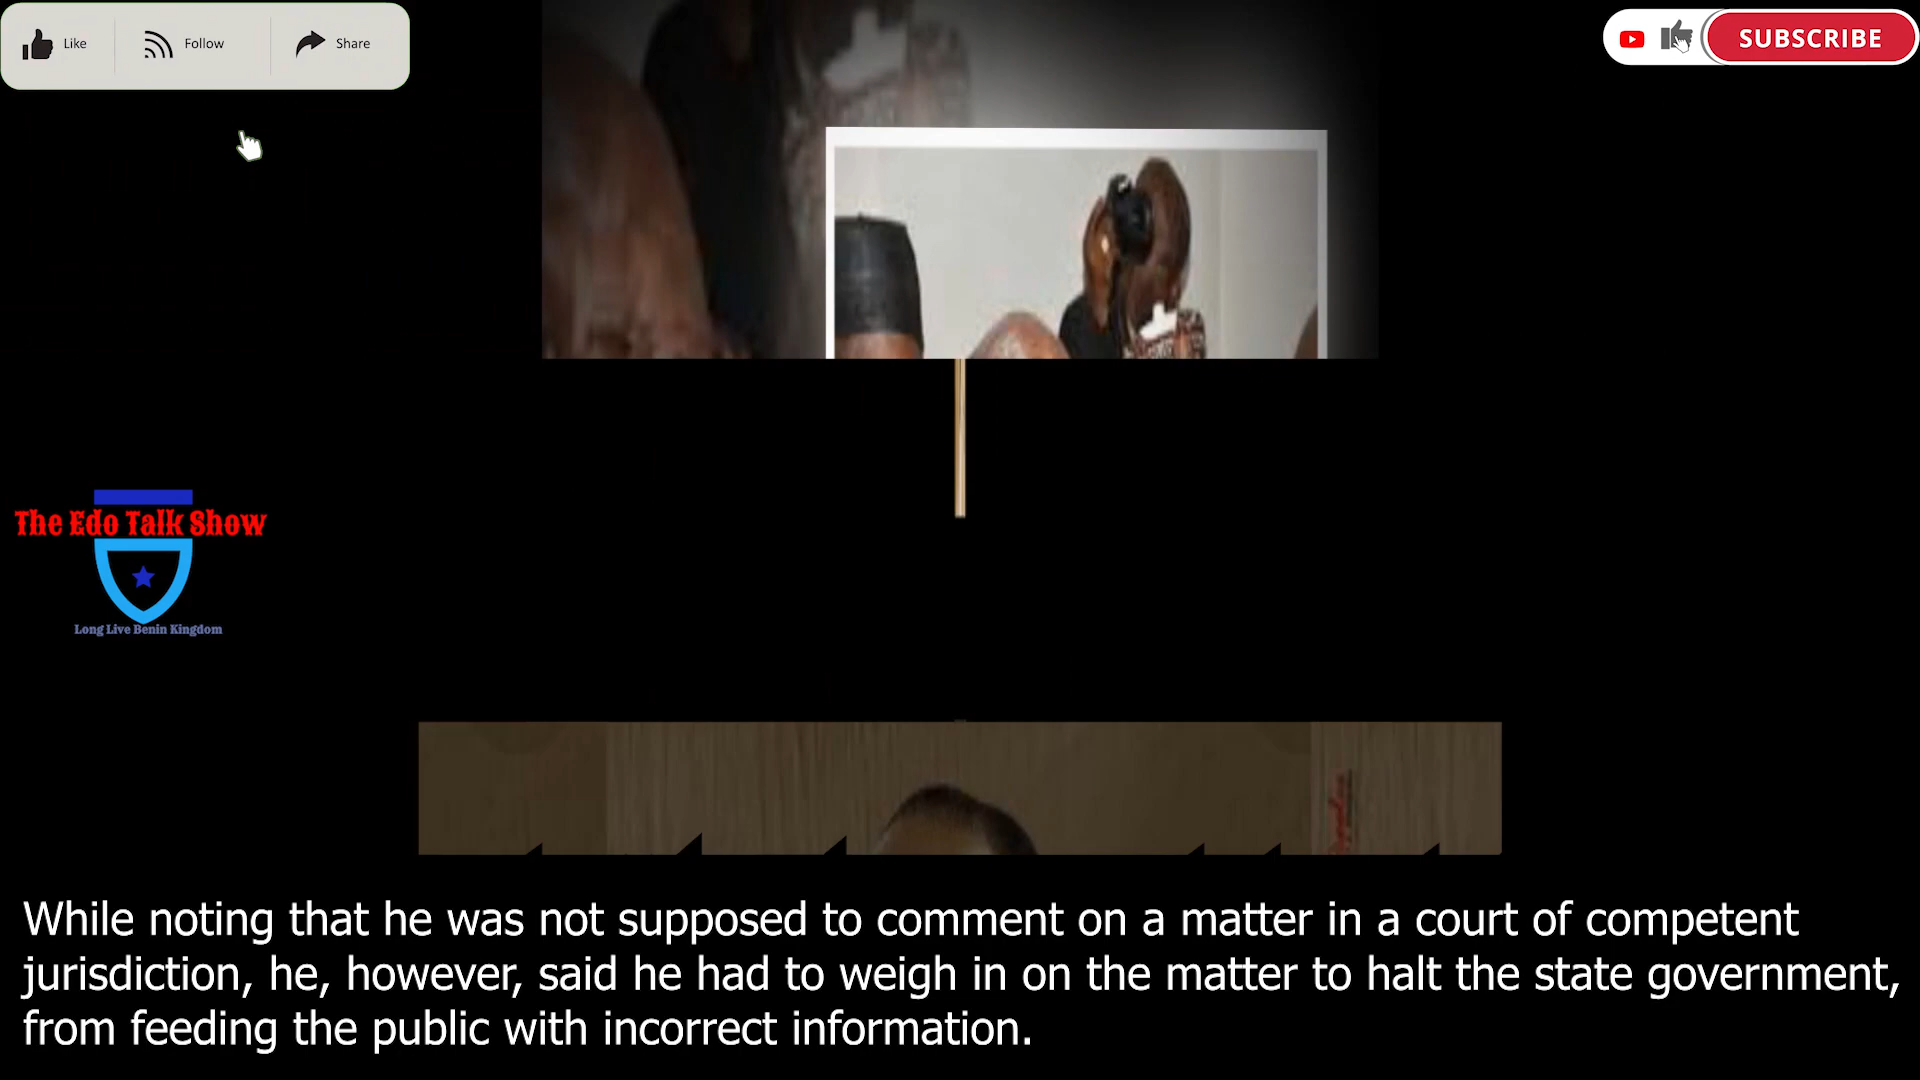 Like
Follow
Share
SUBSCRIBE
The Edo Talk Show
Long Live Benin Kingdom
While noting that he was not supposed to comment on a matter in a court of competent
jurisdiction, he, however, said he had to weigh in on the matter to halt the state government,
from feeding the public with incorrect information.